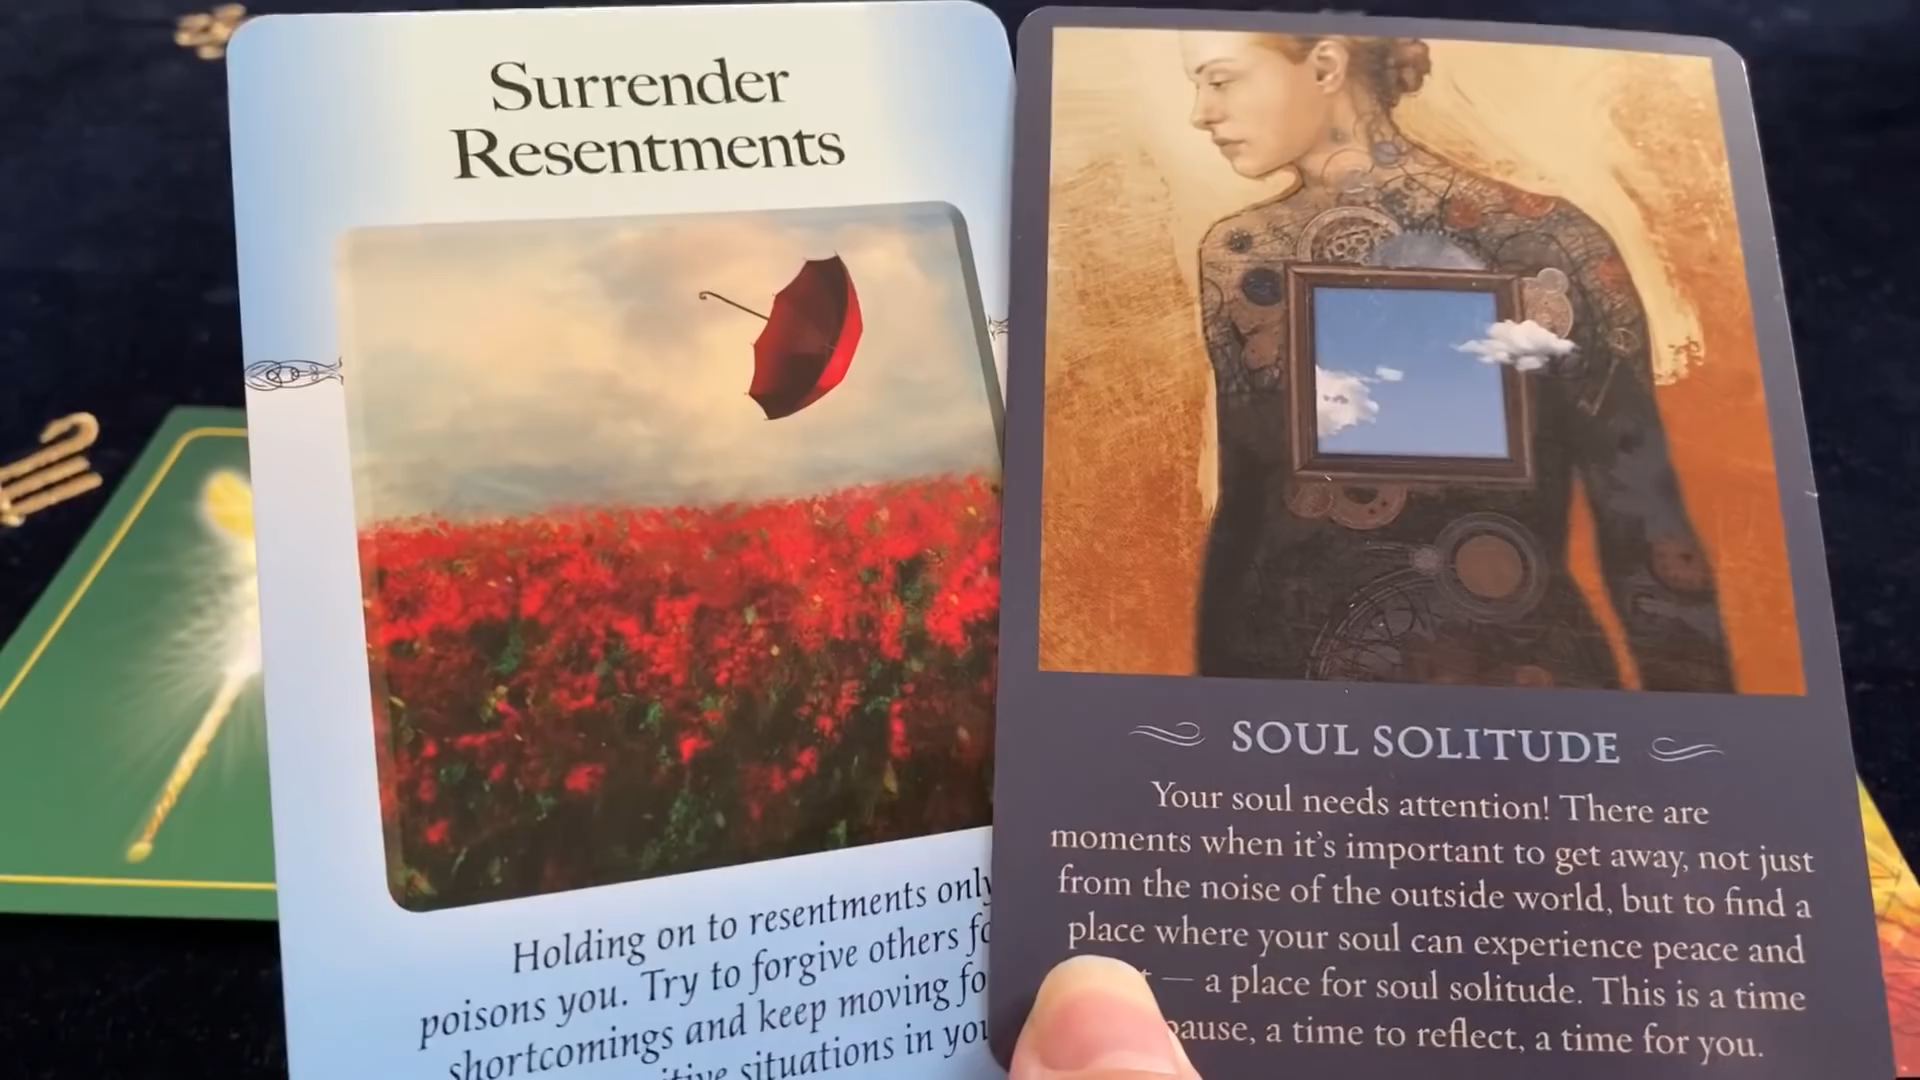 Surrender
Resentments
Holding on to resentments only
poisons you. Try to forgive others
shortcomings and keep moving
situations in
SOUL SOLITUDE
Your soul needs attention! There are
moments when it's important to get away, not just
from the noise of the outside world, but to find a
place where your soul can experience peace and
— a place for soul solitude. This is a time
pause, a time to reflect, a time for you.